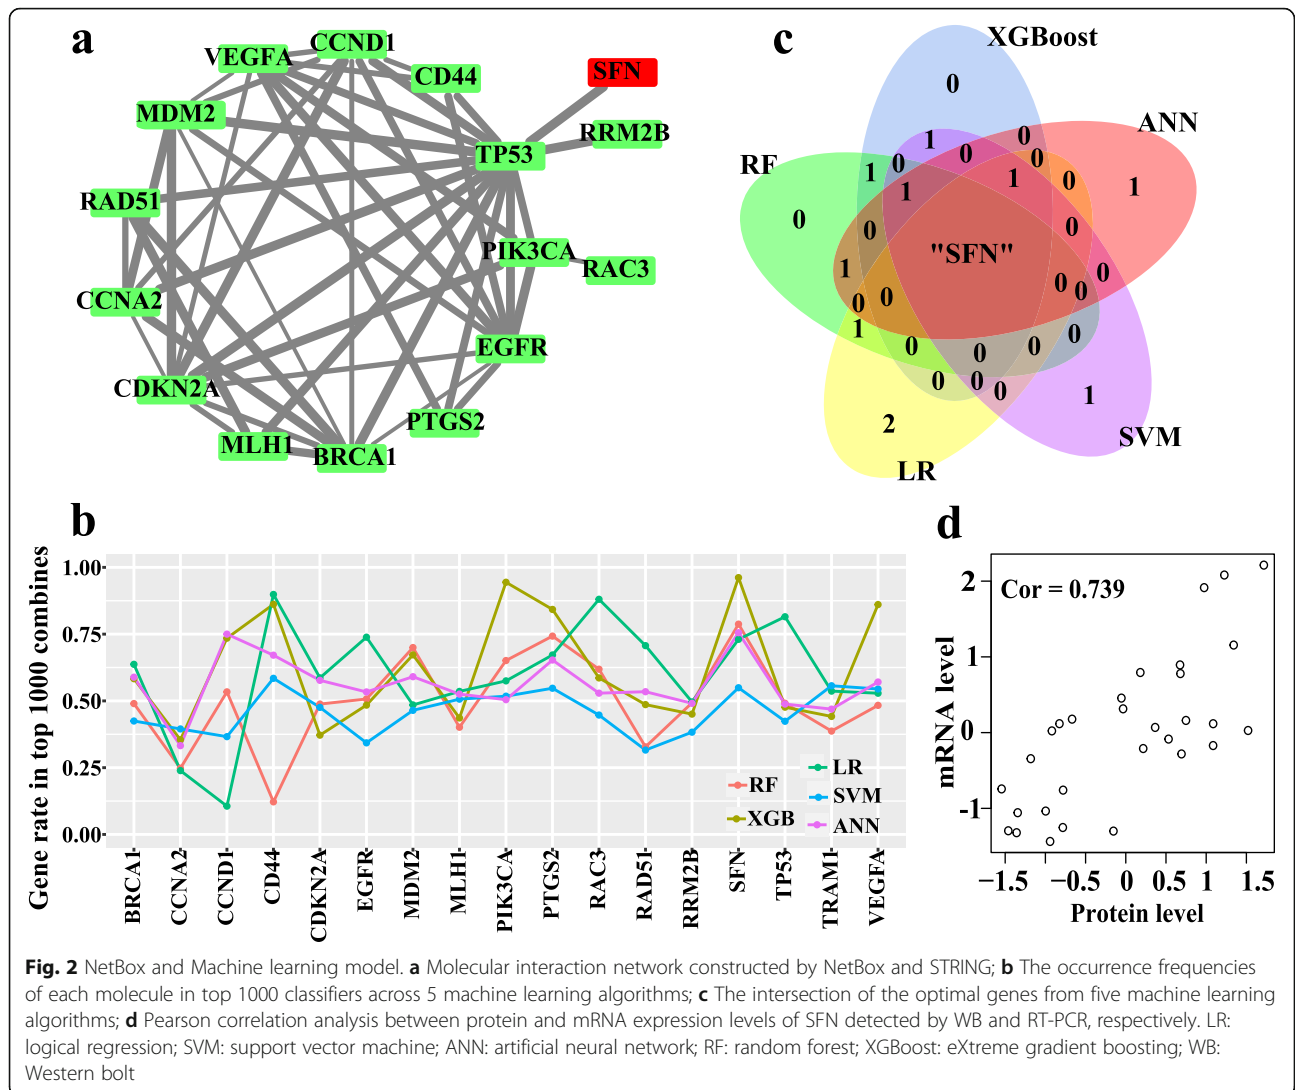 a
VEGFA
CCND1
CD44
SFN
MDM2
TP53
RRM2B
RAD51
PIK3CA
RAC3
CCNA2
EGFR
CDKN2A
PTGS2
MLH1
BRCA1
c
XGBoost
ANN
RF
SVM
LR
0
1
0
0
0
0
1
0
1
1
0
1
0
0
0
"SFN"
1
0
0
0
0
0
1
0
0
0
0
0
0
0
2
1
b
Gene rate in top 1000 combines
1.00
0.75
0.50
0.25
0.00
RF
XGB
LR
SVM
ANN
BRCA1
CCNA2
CCND1
CD44
CDKN2A
EGFR
MDM2
MLH1
PIK3CA
PTGS2
RAC3
RAD51
RRM2B
SFN
TP53
TRAM1
VEGFA
d
Cor = 0.739
mRNA level
2
1
0
-1
−1.5
−0.5
0
0.5
1
1.5
Protein level
Fig. 2 NetBox and Machine learning model. a Molecular interaction network constructed by NetBox and STRING; b The occurrence frequencies
of each molecule in top 1000 classifiers across 5 machine learning algorithms; c The intersection of the optimal genes from five machine learning
algorithms; d Pearson correlation analysis between protein and mRNA expression levels of SFN detected by WB and RT-PCR, respectively. LR:
logical regression; SVM: support vector machine; ANN: artificial neural network; RF: random forest; XGBoost: eXtreme gradient boosting; WB:
Western bolt